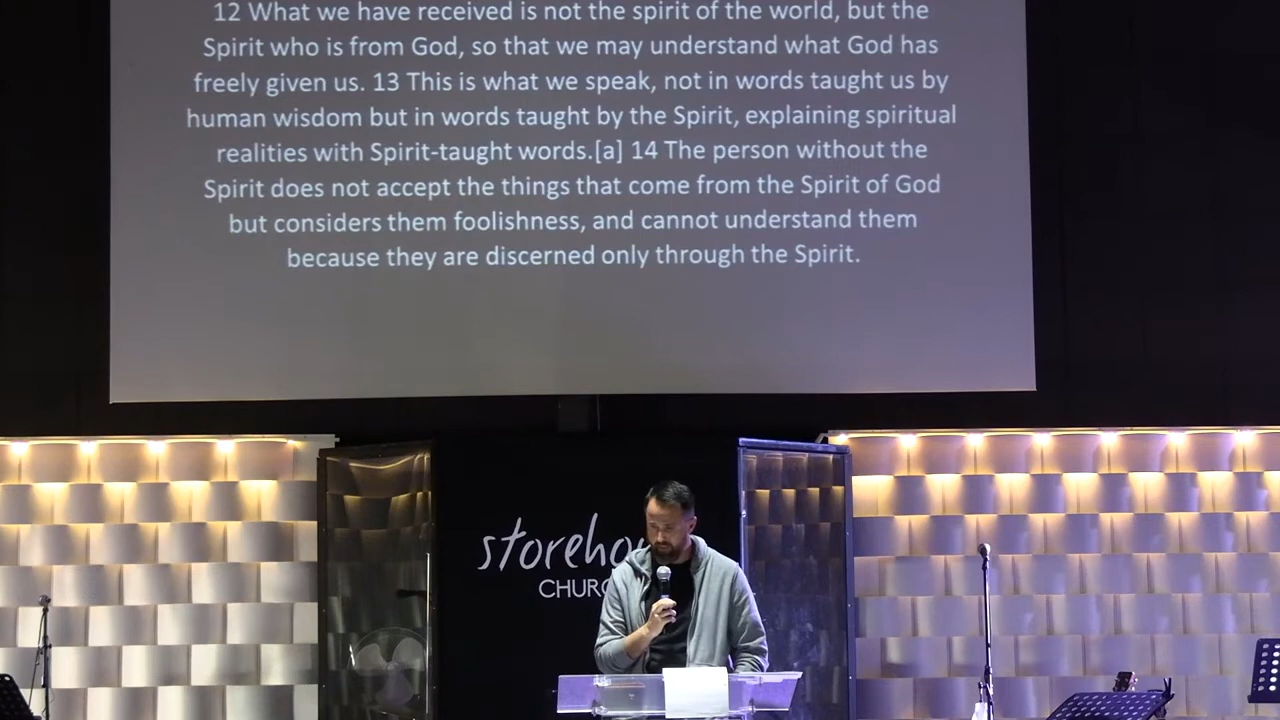 12 What we have received is not the spirit of the world, but the
Spirit who is from God, so that we may understand what God has
freely given us. 13 This is what we speak, not in words taught us by
human wisdom but in words taught by the Spirit, explaining spiritual
realities with Spirit-taught words.[a] 14 The person without the
Spirit does not accept the things that come from the Spirit of God
but considers them foolishness, and cannot understand them
because they are discerned only through the Spirit.
storeho
CHURC